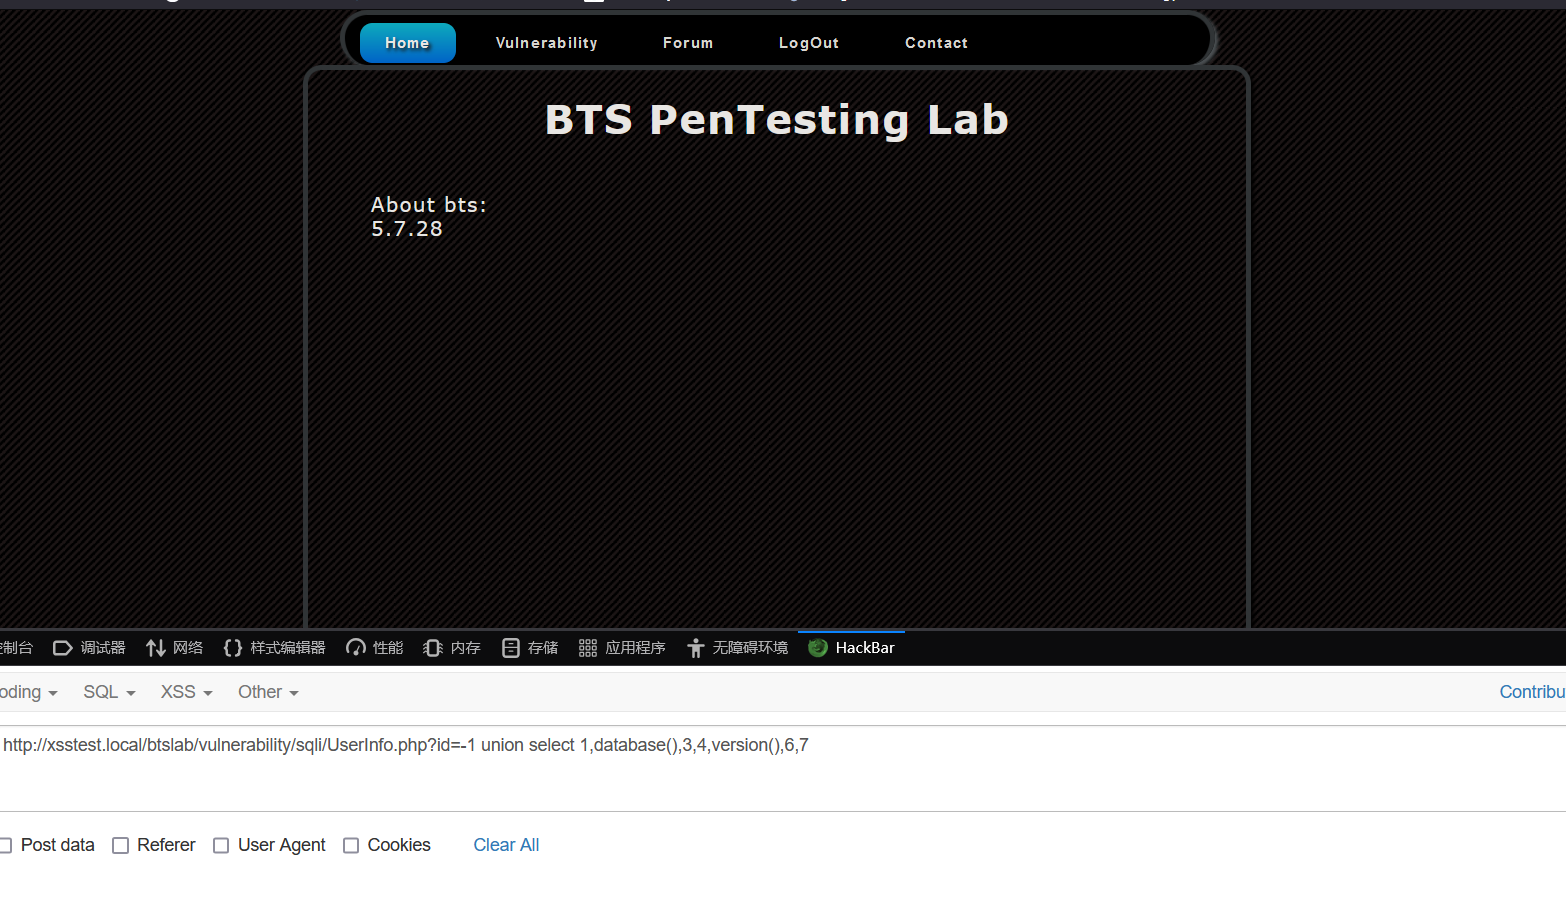 Home Vulnerability Forum LogOut Contact
BTS PenTesting Lab
About bts:
5.7.28
制台 调试器 网络 样式编辑器 性能 内存 存储 应用程序 无障碍环境 HackBar
oding SQL XSS Other Contribu
http://xsstest.local/btslab/vulnerability/sqli/UserInfo.php?id=-1 union select 1,database(),3,4,version(),6,7
Post data Referer User Agent Cookies Clear All